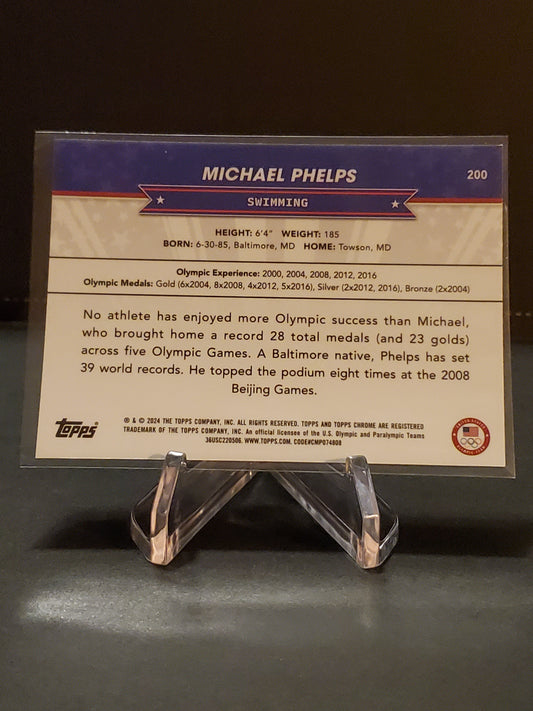 MICHAEL PHELPS
200
SWIMMING
HEIGHT: 6'4" WEIGHT: 185
BORN: 6-30-85, Baltimore, MD HOME: Towson, MD
Olympic Experience: 2000, 2004, 2008, 2012, 2016
Olympic Medals: Gold (6x2004, 8x2008, 4x2012, 5x2016), Silver (2x2012, 2016), Bronze (2x2004)
No athlete has enjoyed more Olympic success than Michael,
who brought home a record 28 total medals (and 23 golds)
across five Olympic Games. A Baltimore native, Phelps has set
39 world records. He topped the podium eight times at the 2008
Beijing Games.
Topps
® & © 2024 THE TOPPS COMPANY, INC. ALL RIGHTS RESERVED. TOPPS AND TOPPS CHROME ARE REGISTERED
TRADEMARK OF THE TOPPS COMPANY, INC. An official licensee of the U.S. Olympic and Paralympic Teams
36USC220506. WWW.TOPPS.COM. CODE#CMP074808